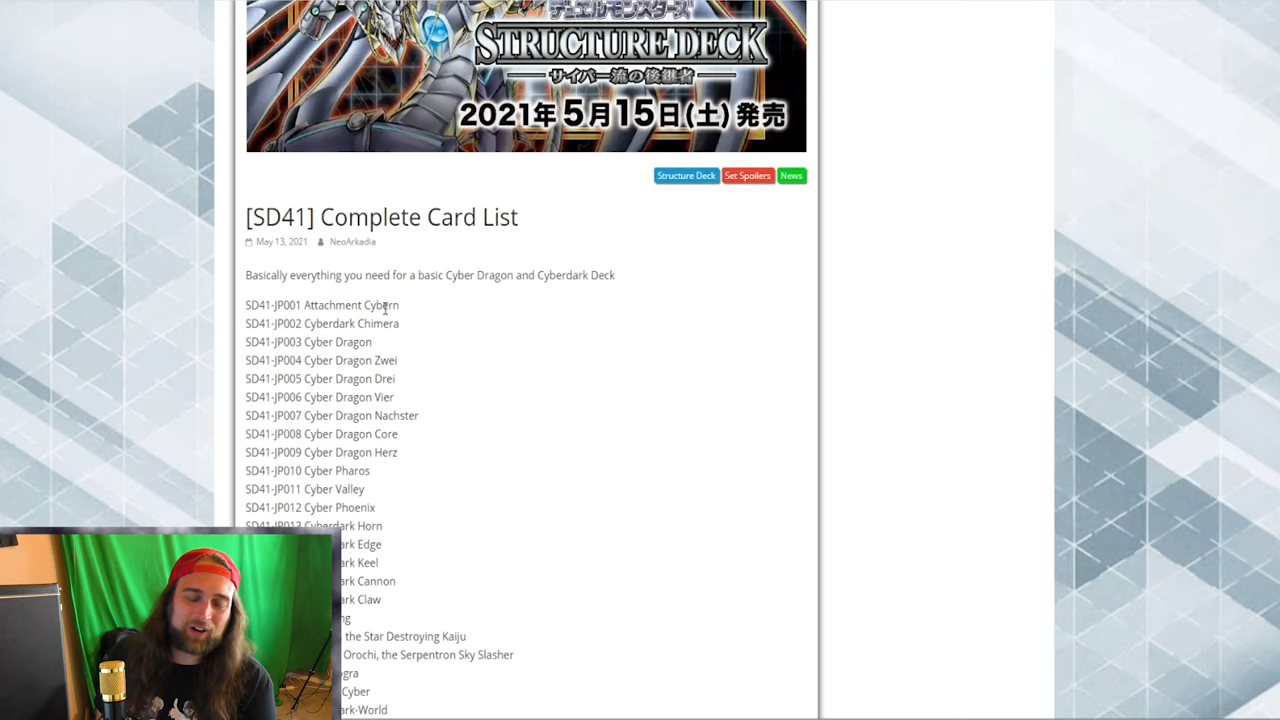 デュエルモンスターズ
STRUCTURE DECK
サイバー流の後継者
2021年5月15日(土)発売
Structure Deck Set Spoilers News
[SD41] Complete Card List
May 13, 2021 NeoArkadia
Basically everything you need for a basic Cyber Dragon and Cyberdark Deck
SD41-JP001 Attachment Cybern
SD41-JP002 Cyberdark Chimera
SD41-JP003 Cyber Dragon
SD41-JP004 Cyber Dragon Zwei
SD41-JP005 Cyber Dragon Drei
SD41-JP006 Cyber Dragon Vier
SD41-JP007 Cyber Dragon Nachster
SD41-JP008 Cyber Dragon Core
SD41-JP009 Cyber Dragon Herz
SD41-JP010 Cyber Pharos
SD41-JP011 Cyber Valley
SD41-JP012 Cyber Phoenix
SD41-JP013 Cyberdark Horn
ark Edge
ark Keel
ark Cannon
ark Claw
ng
, the Star Destroying Kaiju
Orochi, the Serpentron Sky Slasher
ogra
Cyber
ark-World